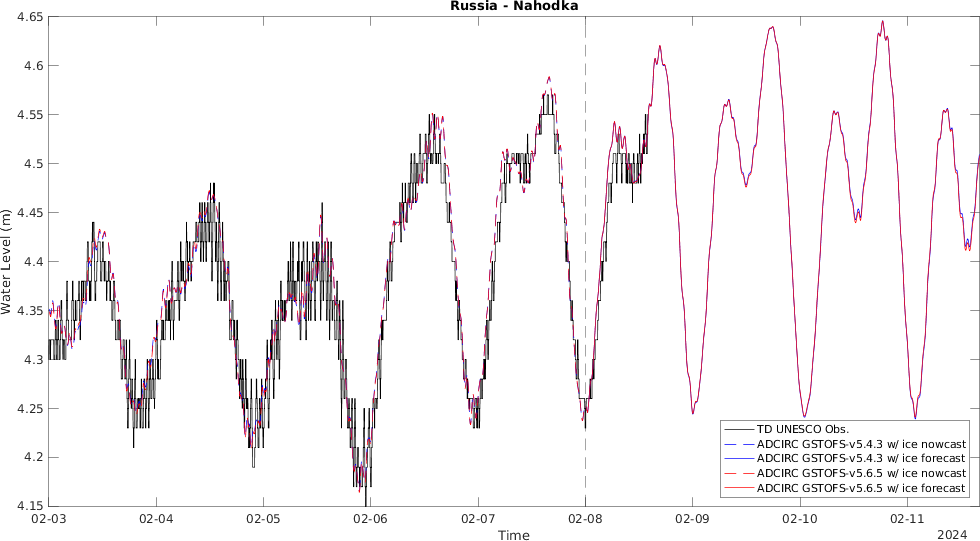 Russia - Nahodka
4.65
4.6
4.55
4.5
4.45
4.4
4.35
4.3
4.25
4.2
4.15
Water Level (m)
TD UNESCO Obs.
ADCIRC GSTOFS-v5.4.3 w/ ice nowcast
ADCIRC GSTOFS-v5.4.3 w/ ice forecast
ADCIRC GSTOFS-v5.6.5 w/ ice nowcast
ADCIRC GSTOFS-v5.6.5 w/ ice forecast
02-03 02-04 02-05 02-06 02-07 02-08 02-09 02-10 02-11
Time
2024